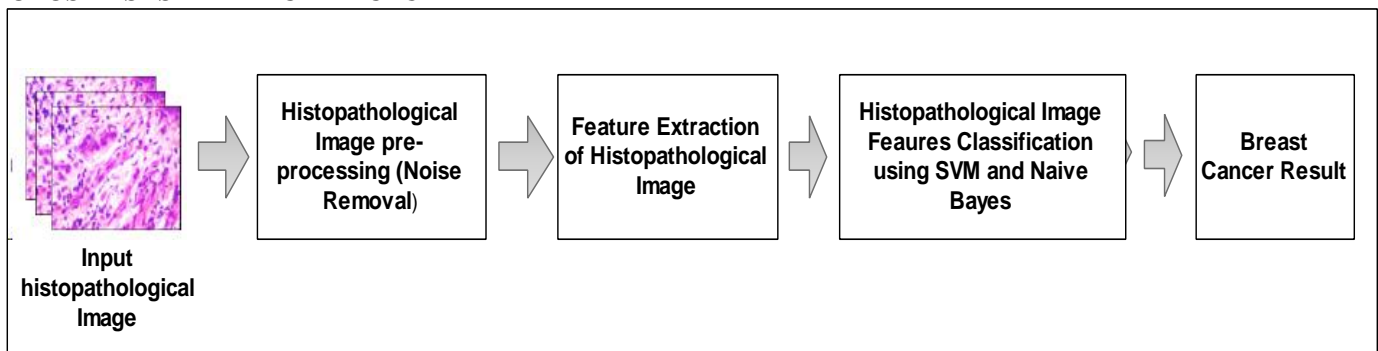 Input
histopathological
Image
Histopathological
Image pre-
processing (Noise
Removal)
Feature Extraction
of Histopathological
Image
Histopathological Image
Feaures Classification
using SVM and Naive
Bayes
Breast
Cancer Result